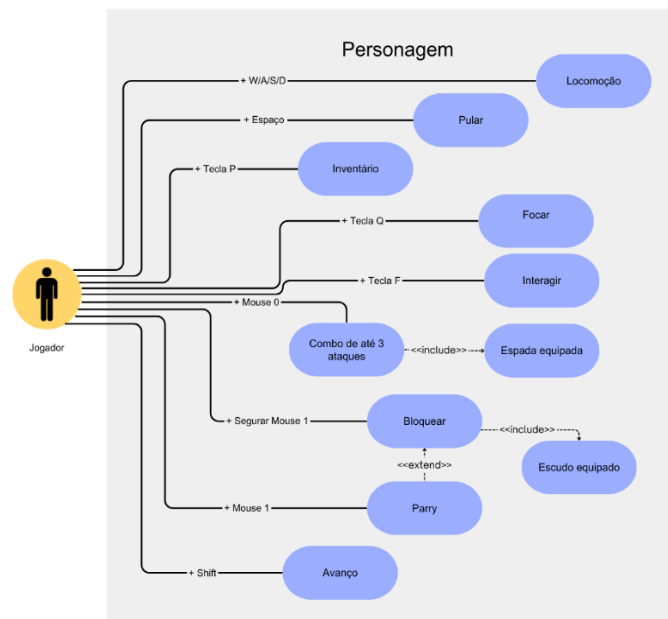 Personagem
+ W/A/S/D
Locomoção
+ Espaço
Pular
+ Tecla P
Inventário
+ Tecla Q
Focar
+ Tecla F
Interagir
Jogador
+ Mouse 0
Combo de até 3
ataques
<<include>>
Espada equipada
+ Segurar Mouse 1
Bloquear
<<include>>
Escudo equipado
<<extend>>
+ Mouse 1
Parry
+ Shift
Avanço